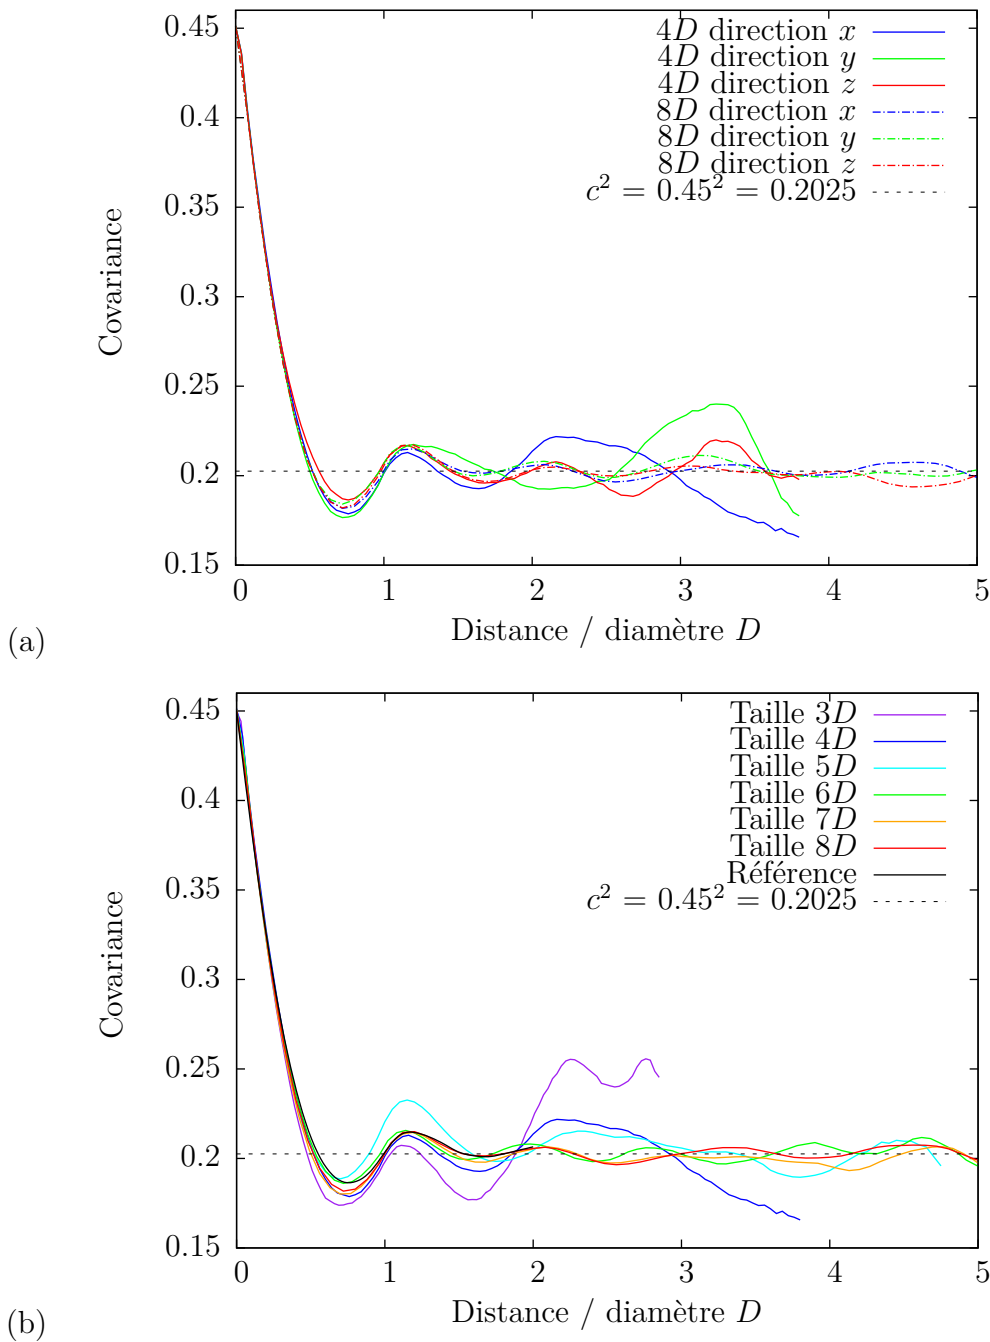 0.45
0.4
0.35
0.3
0.25
0.2
0.15
Covariance
4D direction x
4D direction y
4D direction z
8D direction x
8D direction y
8D direction z
c² = 0.45² = 0.2025
0 1 2 3 4 5
Distance / diamètre D
(a)
0.45
0.4
0.35
0.3
0.25
0.2
0.15
Covariance
Taille 3D
Taille 4D
Taille 5D
Taille 6D
Taille 7D
Taille 8D
Référence
c² = 0.45² = 0.2025
0 1 2 3 4 5
Distance / diamètre D
(b)